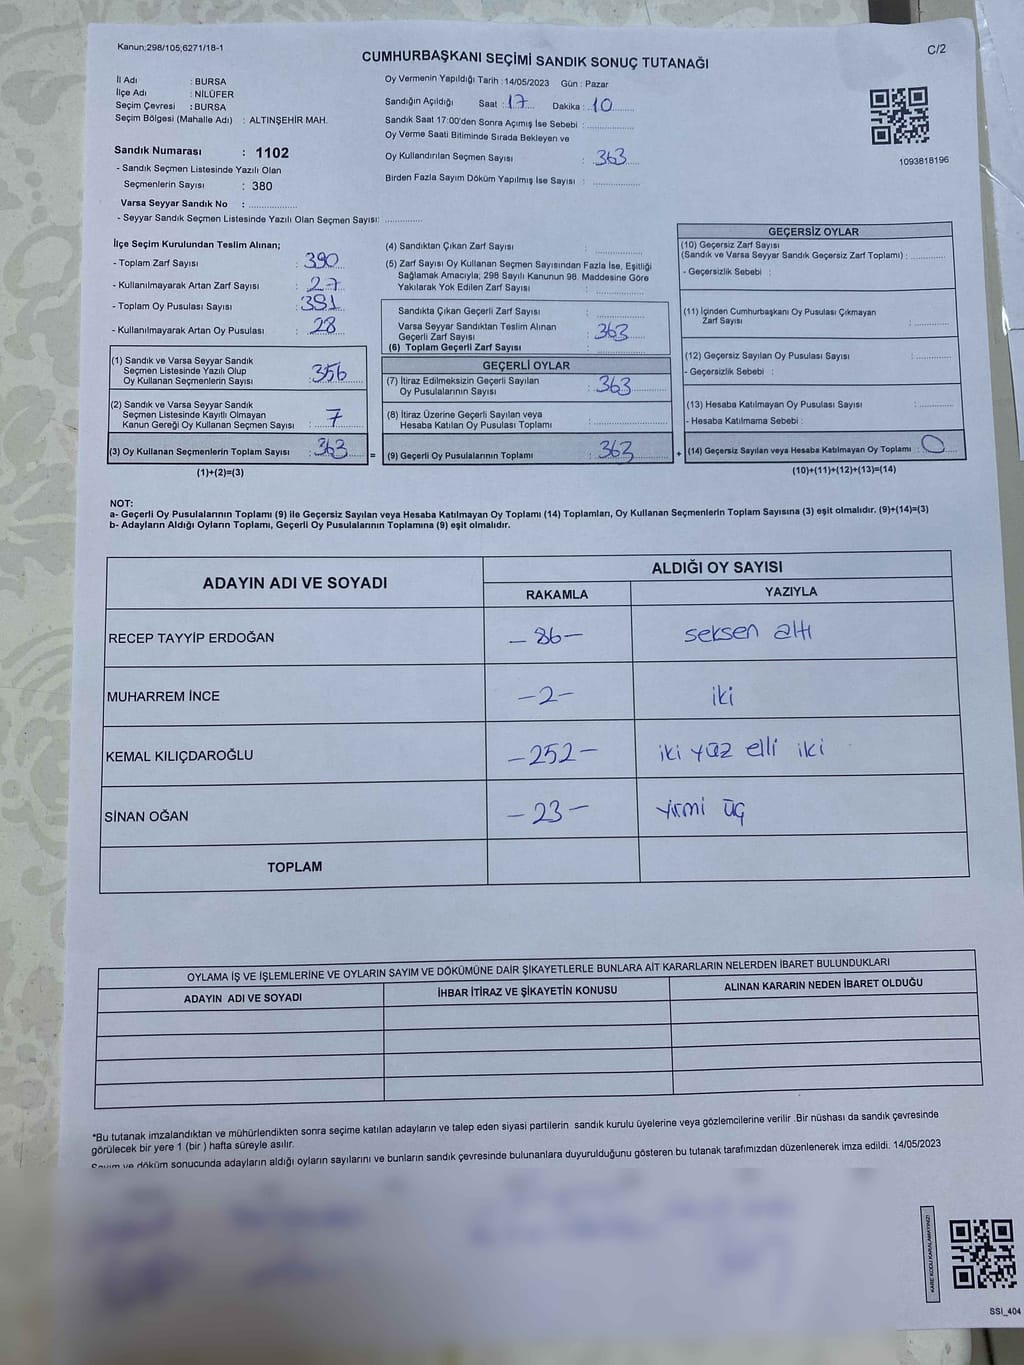 Kanun;298/105;6271/18-1
C/2
CUMHURBAŞKANI SEÇİMİ SANDIK SONUÇ TUTANAĞI
İl Adı : BURSA
İlçe Adı : NİLÜFER
Seçim Çevresi : BURSA
Seçim Bölgesi (Mahalle Adı) : ALTINŞEHİR MAH.
Sandık Numarası : 1102
- Sandık Seçmen Listesinde Yazılı Olan
Seçmenlerin Sayısı : 380
Varsa Seyyar Sandık No : ..............
- Seyyar Sandık Seçmen Listesinde Yazılı Olan Seçmen Sayısı: ..............
Oy Vermenin Yapıldığı Tarih : 14/05/2023 Gün : Pazar
Sandığın Açıldığı Saat : 17 Dakika : 10
Sandık Saat 17:00'den Sonra Açımış İse Sebebi : ..............
Oy Verme Saati Bitiminde Sırada Bekleyen ve
Oy Kullandırılan Seçmen Sayısı : 363
Birden Fazla Sayım Döküm Yapılmış İse Sayısı : ..............
1093818196
İlçe Seçim Kurulundan Teslim Alınan;
- Toplam Zarf Sayısı : 390
- Kullanılmayarak Artan Zarf Sayısı : 27
- Toplam Oy Pusulası Sayısı : 391
- Kullanılmayarak Artan Oy Pusulası : 28
(1) Sandık ve Varsa Seyyar Sandık
Seçmen Listesinde Yazılı Olup
Oy Kullanan Seçmenlerin Sayısı : 356
(2) Sandık ve Varsa Seyyar Sandık
Seçmen Listesinde Kayıtlı Olmayan
Kanun Gereği Oy Kullanan Seçmen Sayısı : 7
(3) Oy Kullanan Seçmenlerin Toplam Sayısı : 363
(1)+(2)=(3)
=
(4) Sandıktan Çıkan Zarf Sayısı : ..............
(5) Zarf Sayısı Oy Kullanan Seçmen Sayısından Fazla İse, Eşitliği
Sağlamak Amacıyla; 298 Sayılı Kanunun 98. Maddesine Göre
Yakılarak Yok Edilen Zarf Sayısı : ..............
Sandıkta Çıkan Geçerli Zarf Sayısı : ..............
Varsa Seyyar Sandıktan Teslim Alınan
Geçerli Zarf Sayısı : 363
(6) Toplam Geçerli Zarf Sayısı : ..............
GEÇERLİ OYLAR
(7) İtiraz Edilmeksizin Geçerli Sayılan
Oy Pusulalarının Sayısı : 363
(8) İtiraz Üzerine Geçerli Sayılan veya
Hesaba Katılan Oy Pusulası Toplamı : ..............
(9) Geçerli Oy Pusulalarının Toplamı : 363
+
GEÇERSİZ OYLAR
(10) Geçersiz Zarf Sayısı
(Sandık ve Varsa Seyyar Sandık Geçersiz Zarf Toplamı) : ..............
- Geçersizlik Sebebi :
(11) İçinden Cumhurbaşkanı Oy Pusulası Çıkmayan
Zarf Sayısı : ..............
(12) Geçersiz Sayılan Oy Pusulası Sayısı : ..............
- Geçersizlik Sebebi :
(13) Hesaba Katılmayan Oy Pusulası Sayısı : ..............
- Hesaba Katılmama Sebebi :
(14) Geçersiz Sayılan veya Hesaba Katılmayan Oy Toplamı : 0
(10)+(11)+(12)+(13)=(14)
NOT:
a- Geçerli Oy Pusulalarının Toplamı (9) ile Geçersiz Sayılan veya Hesaba Katılmayan Oy Toplamı (14) Toplamları, Oy Kullanan Seçmenlerin Toplam Sayısına (3) eşit olmalıdır. (9)+(14)=(3)
b- Adayların Aldığı Oyların Toplamı, Geçerli Oy Pusulalarının Toplamına (9) eşit olmalıdır.
ADAYIN ADI VE SOYADI
ALDIĞI OY SAYISI
RAKAMLA YAZIYLA
RECEP TAYYİP ERDOĞAN - 86 - seksen altı
MUHARREM İNCE - 2 - iki
KEMAL KILIÇDAROĞLU - 252 - iki yüz elli iki
SİNAN OĞAN - 23 - yirmi üç
TOPLAM
OYLAMA İŞ VE İŞLEMLERİNE VE OYLARIN SAYIM VE DÖKÜMÜNE DAİR ŞİKAYETLERLE BUNLARA AİT KARARLARIN NELERDEN İBARET BULUNDUKLARI
ADAYIN ADI VE SOYADI İHBAR İTİRAZ VE ŞİKAYETİN KONUSU ALINAN KARARIN NEDEN İBARET OLDUĞU
*Bu tutanak imzalandıktan ve mühürlendikten sonra seçime katılan adayların ve talep eden siyasi partilerin sandık kurulu üyelerine veya gözlemcilerine verilir .Bir nüshası da sandık çevresinde
görülecek bir yere 1 (bir ) hafta süreyle asılır.
Sayım ve döküm sonucunda adayların aldığı oyların sayılarını ve bunların sandık çevresinde bulunanlara duyurulduğunu gösteren bu tutanak tarafımızdan düzenlenerek imza edildi. 14/05/2023
KARE KODU KARALAMAYINIZ!
SSI_404